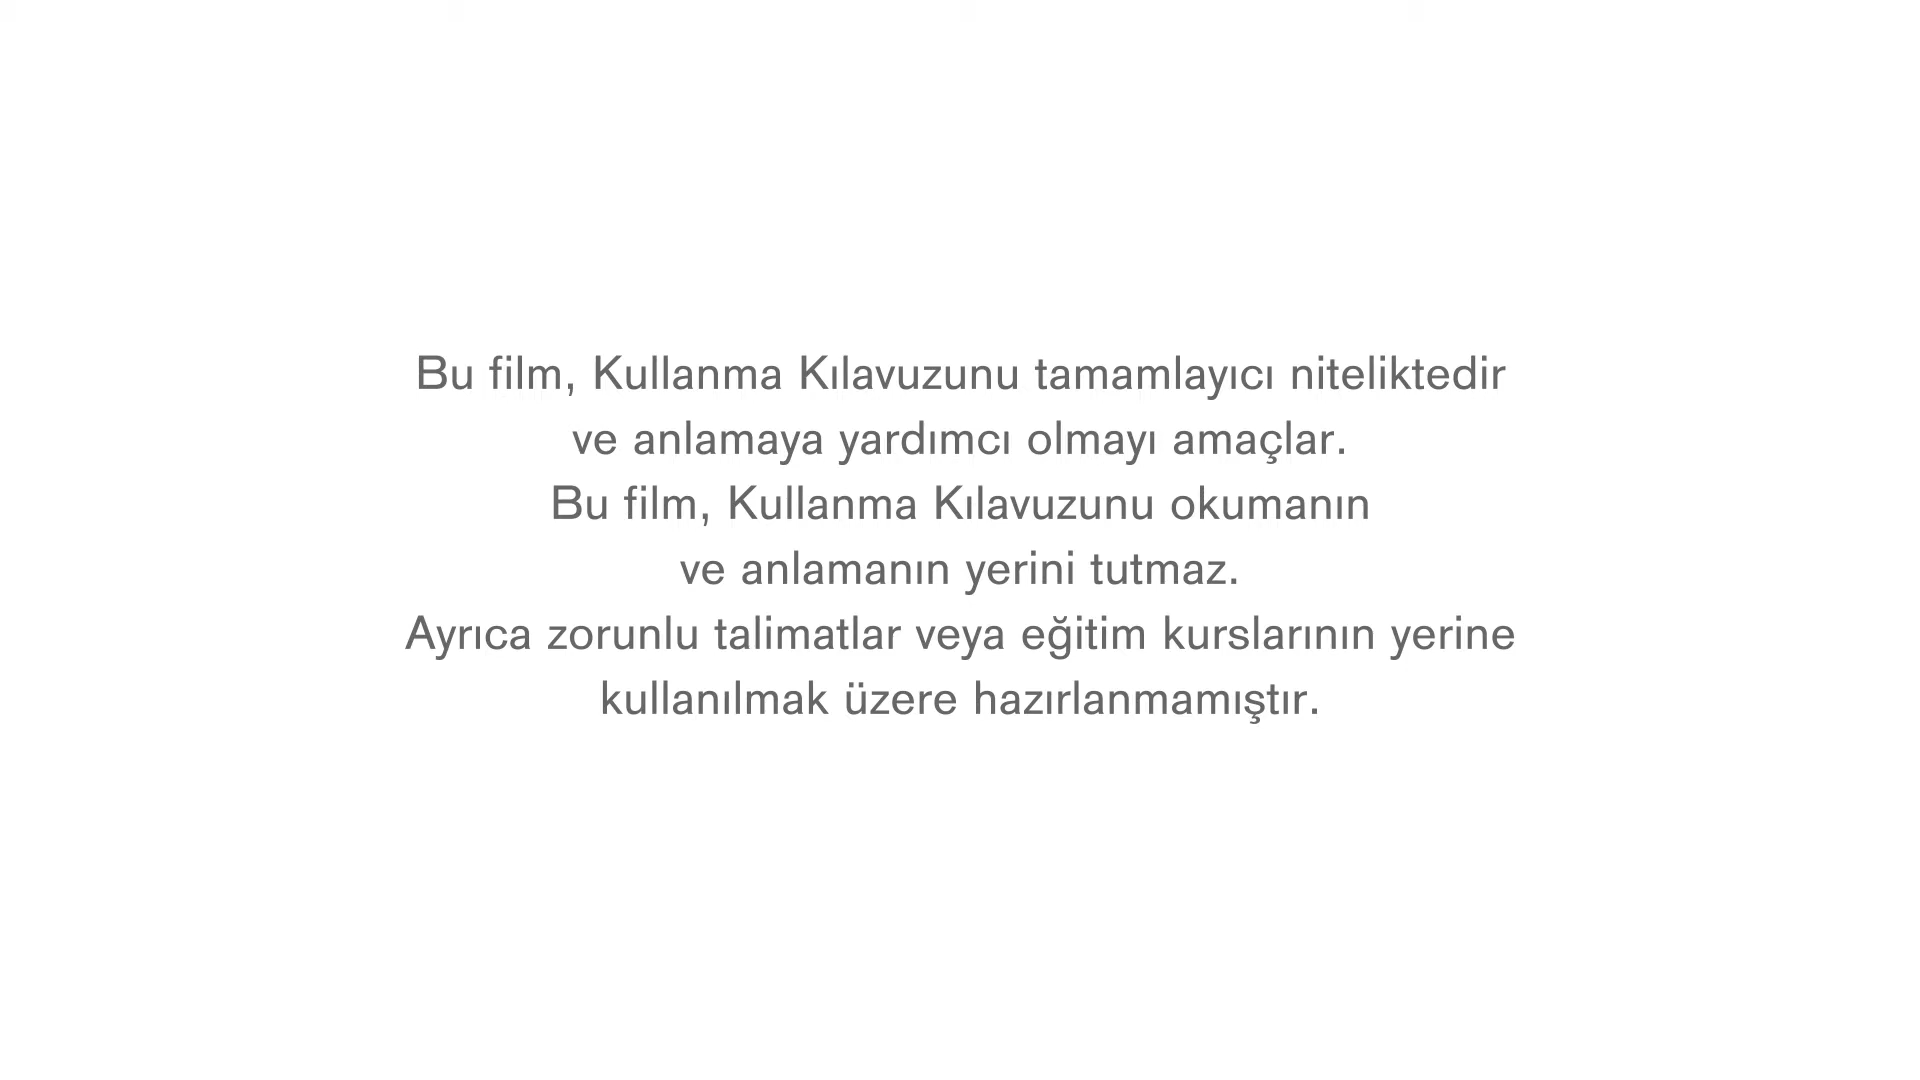 Bu film, Kullanma Kılavuzunu tamamlayıcı niteliktedir
ve anlamaya yardımcı olmayı amaçlar.
Bu film, Kullanma Kılavuzunu okumanın
ve anlamanın yerini tutmaz.
Ayrıca zorunlu talimatlar veya eğitim kurslarının yerine
kullanılmak üzere hazırlanmamıştır.